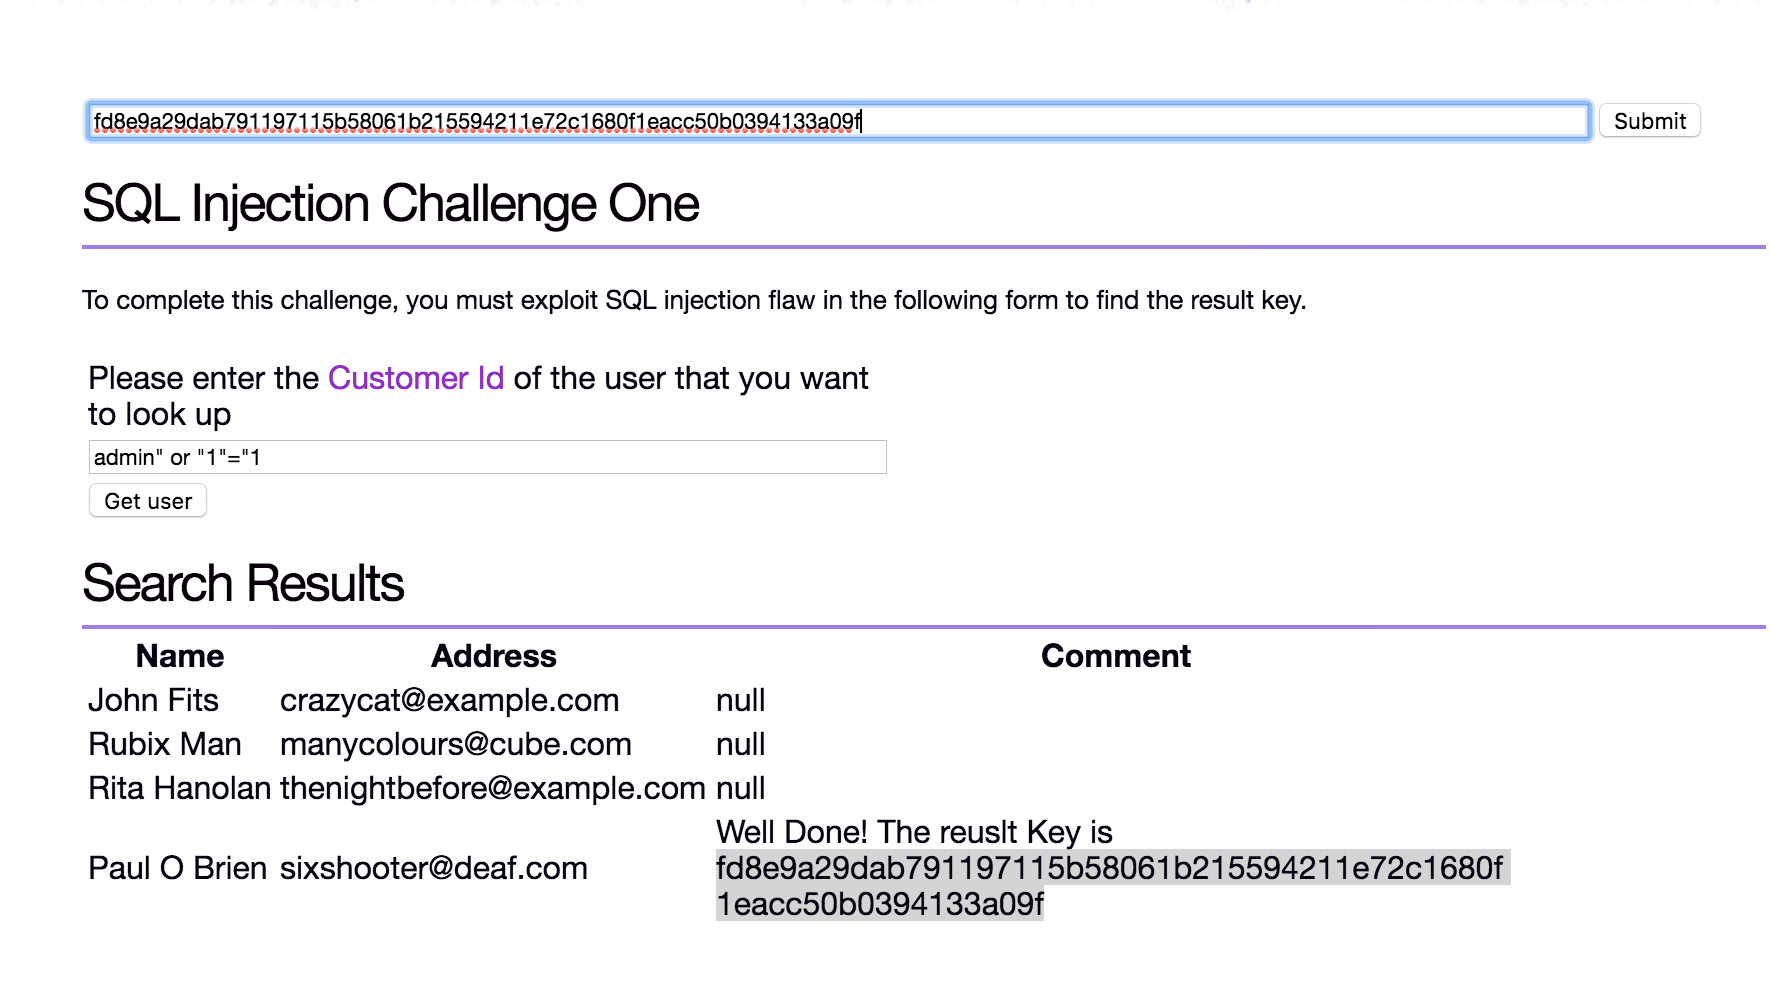 fd8e9a29dab791197115b58061b215594211e72c1680f1eacc50b0394133a09f Submit
SQL Injection Challenge One
To complete this challenge, you must exploit SQL injection flaw in the following form to find the result key.
Please enter the Customer Id of the user that you want
to look up
admin" or "1"="1
Get user
Search Results
Name Address Comment
John Fits crazycat@example.com null
Rubix Man manycolours@cube.com null
Rita Hanolan thenightbefore@example.com null
Well Done! The reuslt Key is
Paul O Brien sixshooter@deaf.com fd8e9a29dab791197115b58061b215594211e72c1680f
1eacc50b0394133a09f